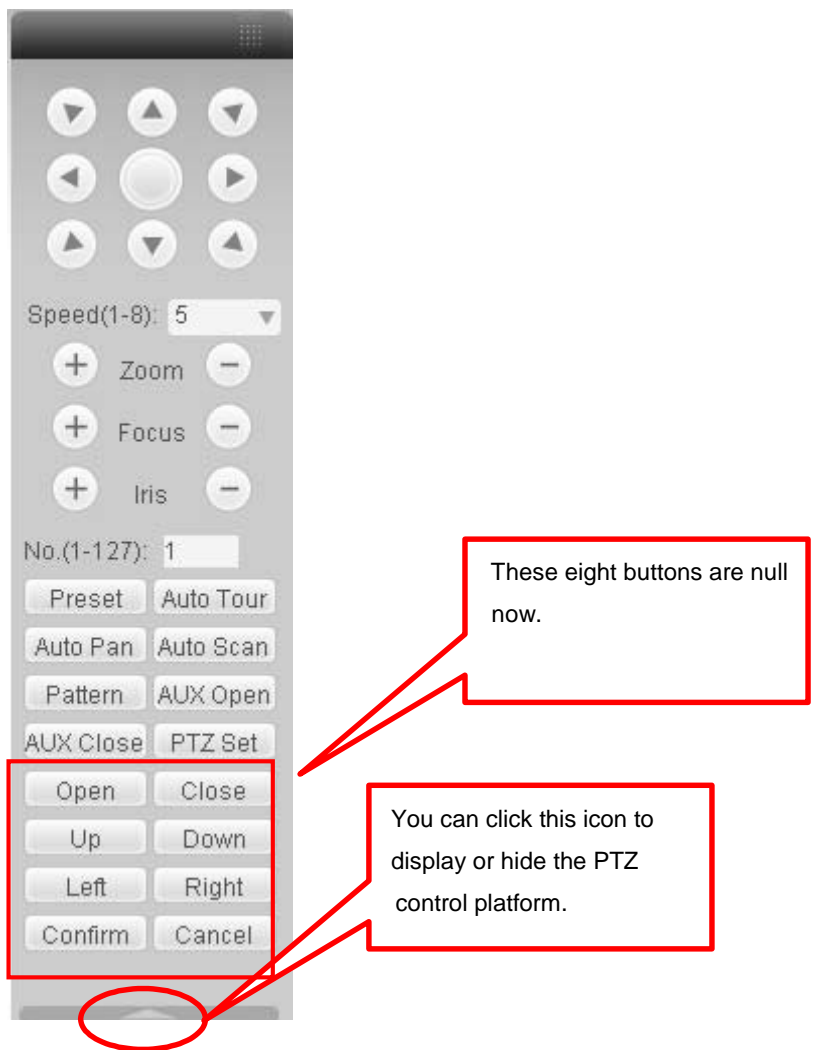 Speed(1-8): 5
+ Zoom −
+ Focus −
+ Iris −
No.(1-127): 1
Preset Auto Tour
Auto Pan Auto Scan
Pattern AUX Open
AUX Close PTZ Set
Open Close
Up Down
Left Right
Confirm Cancel
These eight buttons are null
now.
You can click this icon to
display or hide the PTZ
control platform.